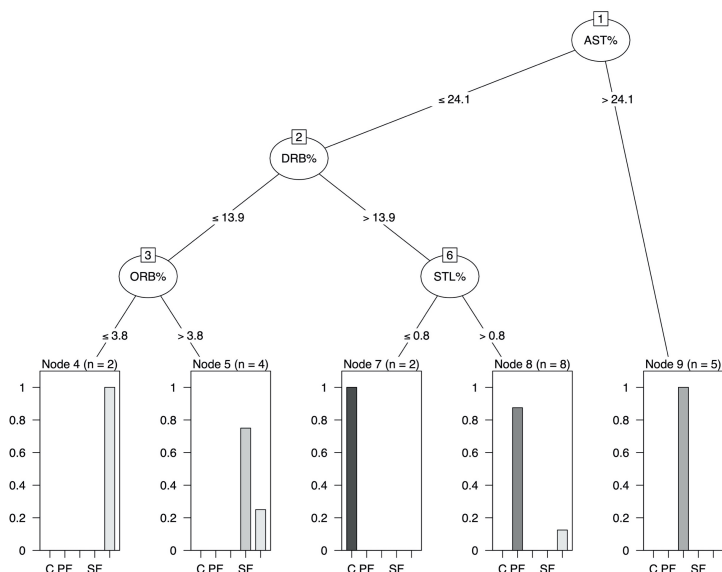 1
AST%
≤ 24.1
> 24.1
2
DRB%
≤ 13.9
> 13.9
3
ORB%
6
STL%
≤ 3.8
> 3.8
≤ 0.8
> 0.8
Node 4 (n = 2)
Node 5 (n = 4)
Node 7 (n = 2)
Node 8 (n = 8)
Node 9 (n = 5)
1 1 1 1 1
0.8 0.8 0.8 0.8 0.8
0.6 0.6 0.6 0.6 0.6
0.4 0.4 0.4 0.4 0.4
0.2 0.2 0.2 0.2 0.2
0 0 0 0 0
C PF SF C PF SF C PF SF C PF SF C PF SF